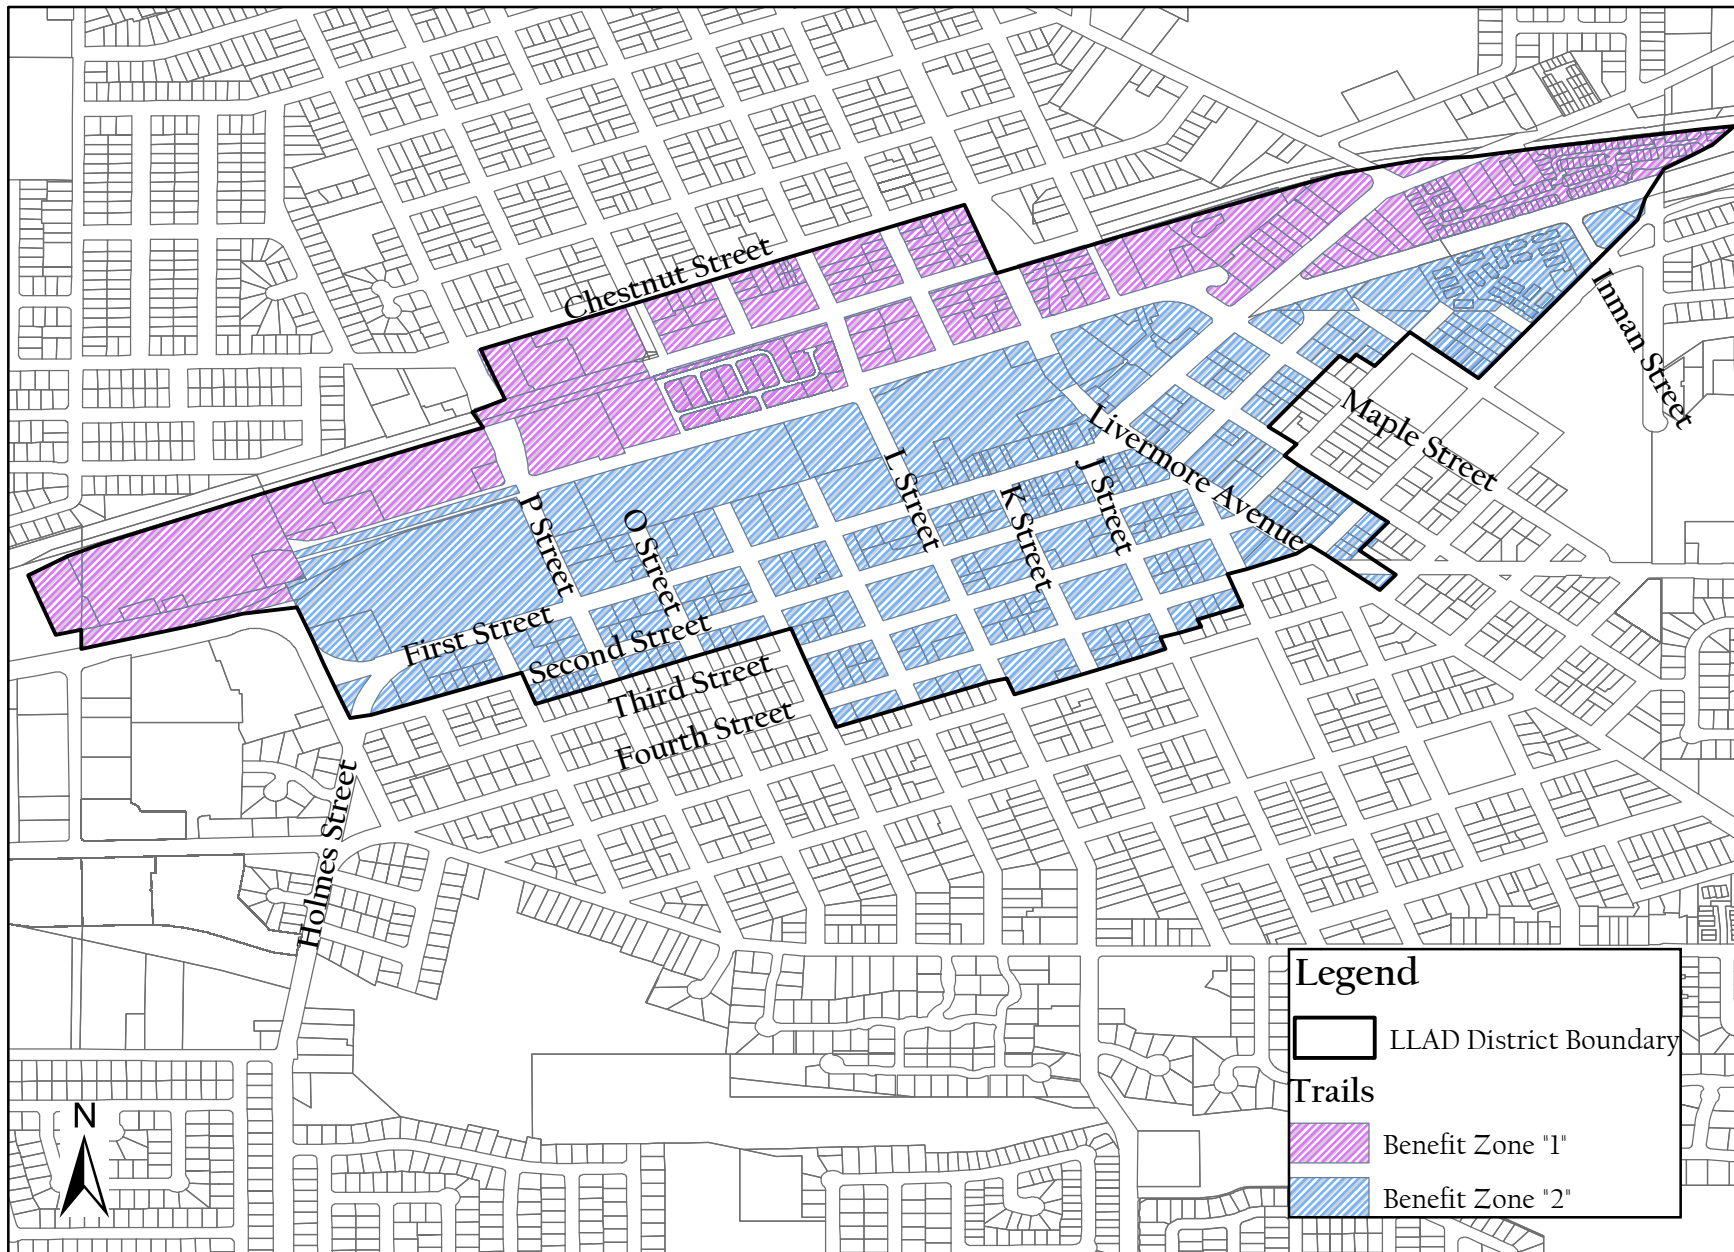 Chestnut Street
Inman Street
Maple Street
Livermore Avenue
L Street
J Street
K Street
P Street
O Street
First Street
Second Street
Third Street
Fourth Street
Holmes Street
Legend
LLAD District Boundary
Trails
Benefit Zone "1"
Benefit Zone "2"
N